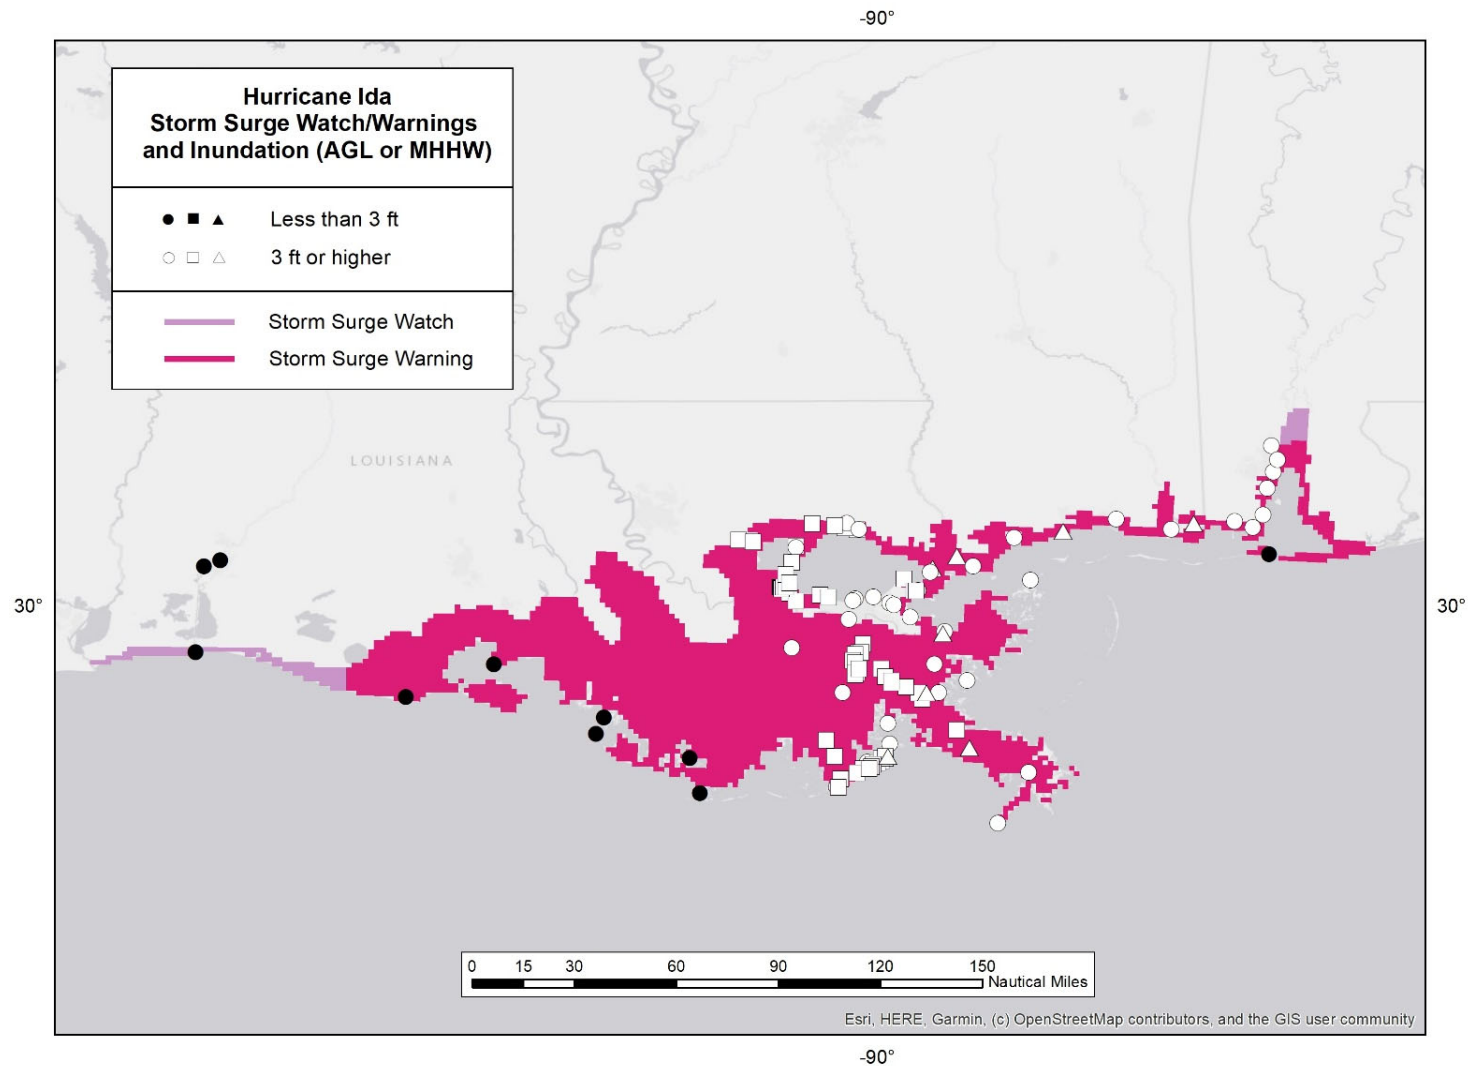 -90°
Hurricane Ida
Storm Surge Watch/Warnings
and Inundation (AGL or MHHW)
Less than 3 ft
3 ft or higher
Storm Surge Watch
Storm Surge Warning
LOUISIANA
30°
30°
0 15 30 60 90 120 150
Nautical Miles
Esri, HERE, Garmin, (c) OpenStreetMap contributors, and the GIS user community
-90°